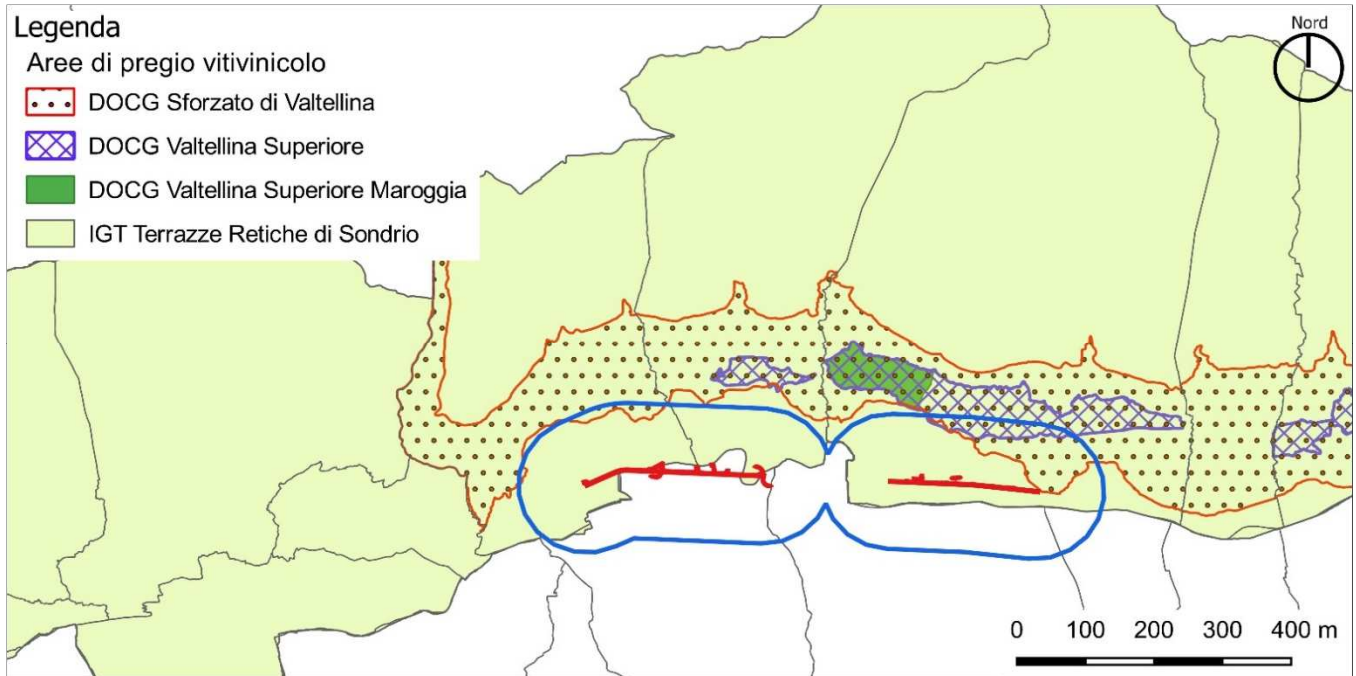 Legenda
Aree di pregio vitivinicolo
DOCG Sforzato di Valtellina
DOCG Valtellina Superiore
DOCG Valtellina Superiore Maroggia
IGT Terrazze Retiche di Sondrio
Nord
0 100 200 300 400 m